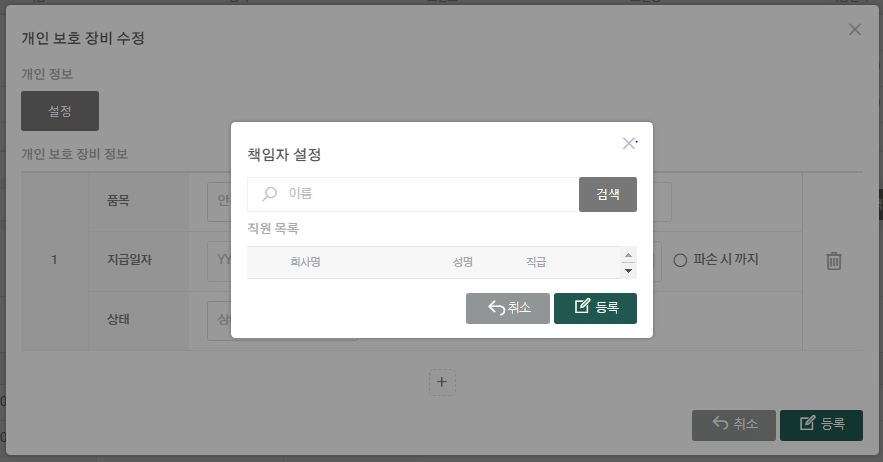 개인 보호 장비 수정
개인 정보
설정
개인 보호 장비 정보
품목
1
지급일자
YY
파손 시 까지
상태
+
취소
등록
책임자 설정
이름
검색
직원 목록
회사명
성명
직급
취소
등록